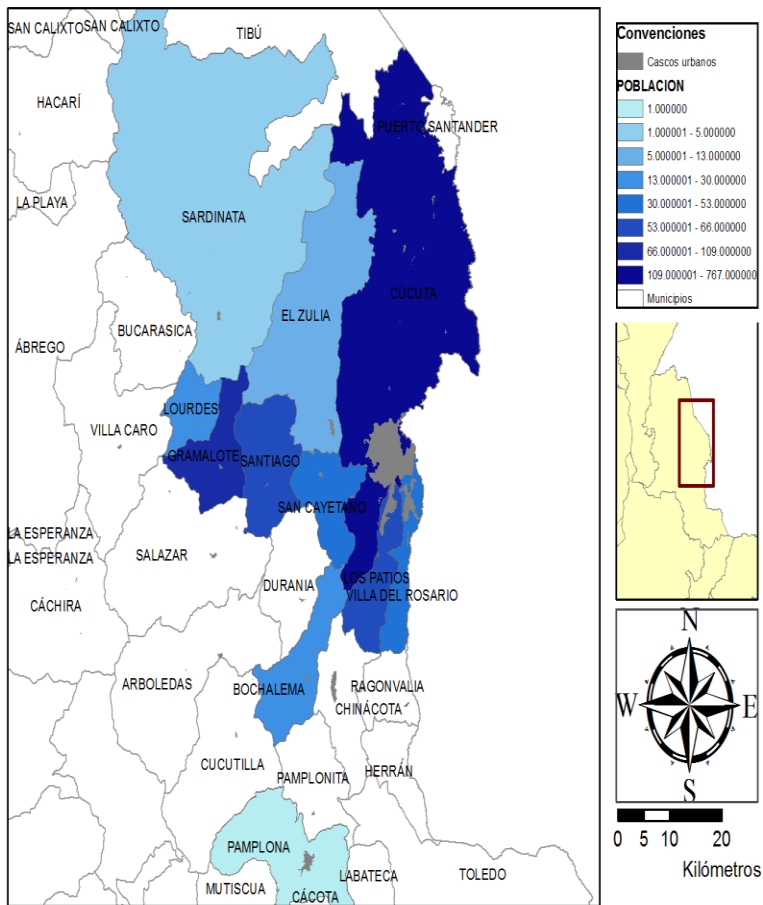 SAN CALIXTO
SAN CALIXTO
TIBÚ
HACARÍ
PUERTO SANTANDER
LA PLAYA
SARDINATA
CÚCUTA
EL ZULIA
BUCARASICA
ÁBREGO
LOURDES
VILLA CARO
GRAMALOTE
SANTIAGO
SAN CAYETANO
LA ESPERANZA
SALAZAR
LA ESPERANZA
LOS PATIOS
DURANIA
VILLA DEL ROSARIO
CÁCHIRA
ARBOLEDAS
BOCHALEMA
RAGONVALIA
CHINÁCOTA
CUCUTILLA
PAMPLONITA
HERRÁN
PAMPLONA
LABATECA
TOLEDO
MUTISCUA
CÁCOTA
Convenciones
Cascos urbanos
POBLACION
1.000000
1.000001 - 5.000000
5.000001 - 13.000000
13.000001 - 30.000000
30.000001 - 53.000000
53.000001 - 66.000000
66.000001 - 109.000000
109.000001 - 767.000000
Municipios
N
W E
S
0 5 10 20
Kilómetros